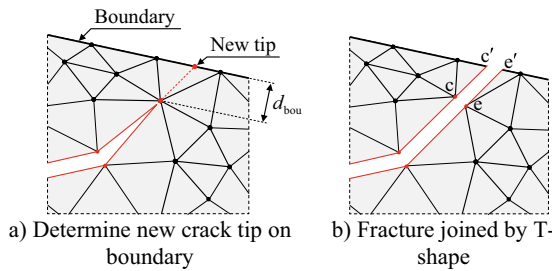 Boundary
New tip
d_bou
c′
e′
c
e
a) Determine new crack tip on
boundary
b) Fracture joined by T-
shape